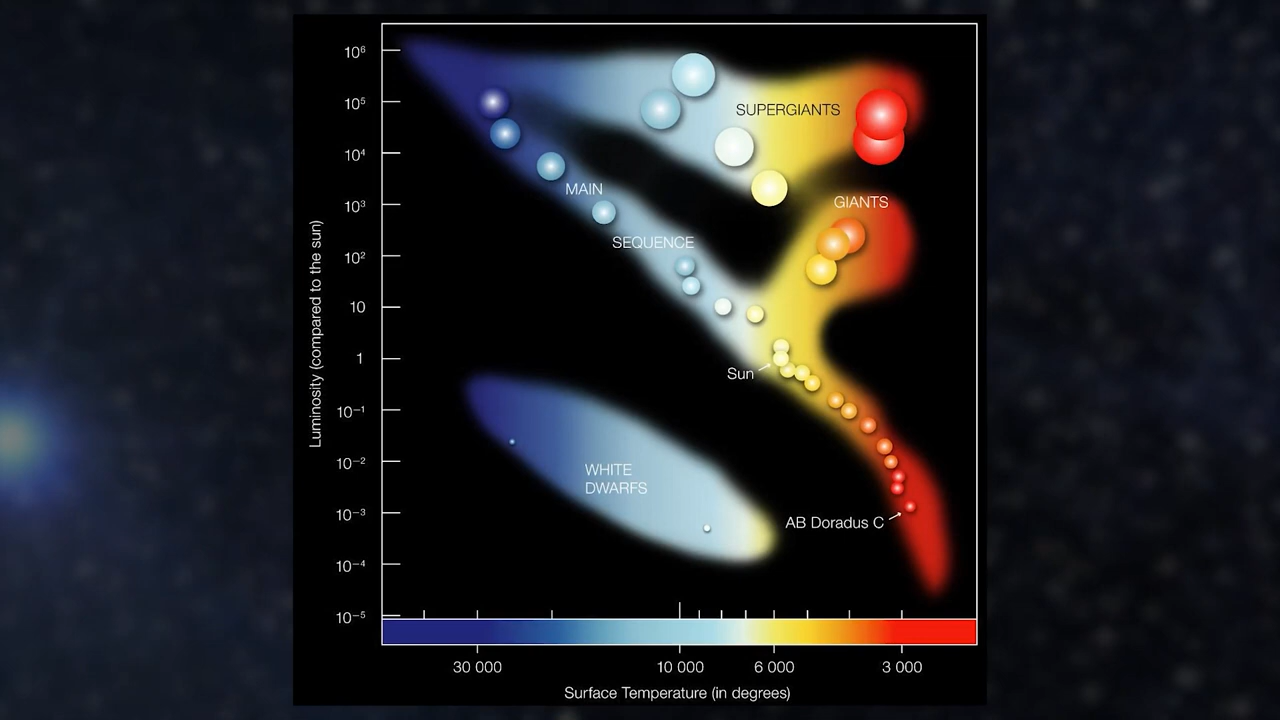 10⁶
10⁵
SUPERGIANTS
10⁴
MAIN
10³
GIANTS
SEQUENCE
10²
10
1
Sun
10⁻¹
10⁻²
WHITE
DWARFS
10⁻³
AB Doradus C
10⁻⁴
10⁻⁵
Luminosity (compared to the sun)
30 000
10 000
6 000
3 000
Surface Temperature (in degrees)